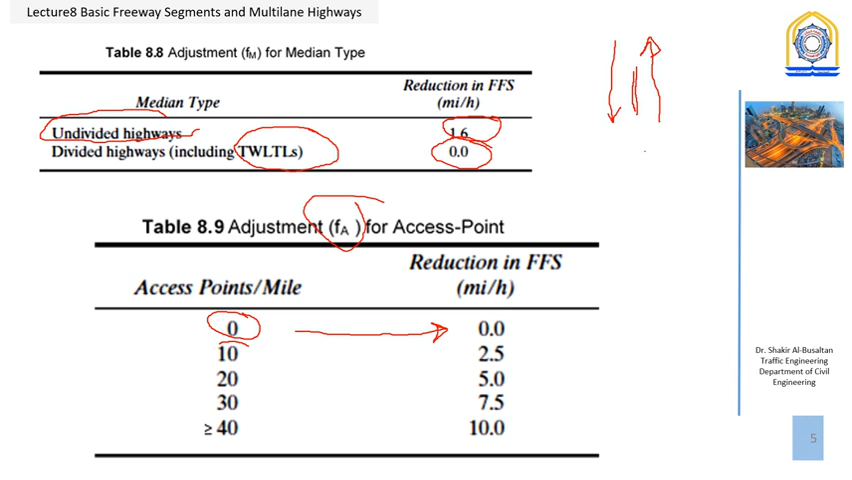 Lecture8 Basic Freeway Segments and Multilane Highways
Table 8.8 Adjustment (fM) for Median Type
Median Type Reduction in FFS (mi/h)
Undivided highways 1.6
Divided highways (including TWLTLs) 0.0
Table 8.9 Adjustment (fA ) for Access-Point
Access Points/Mile Reduction in FFS (mi/h)
0 0.0
10 2.5
20 5.0
30 7.5
≥ 40 10.0
Dr. Shakir Al-Busaltan
Traffic Engineering
Department of Civil
Engineering
5